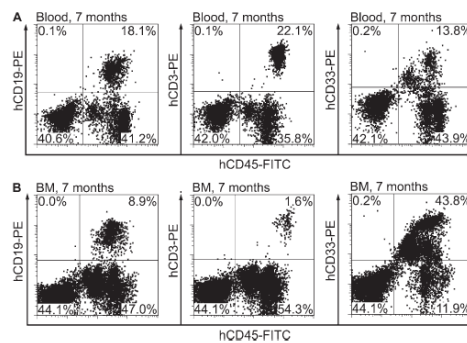 A Blood, 7 months Blood, 7 months Blood, 7 months
0.1% 18.1% 0.1% 22.1% 0.2% 13.8%
hCD19-PE hCD3-PE hCD33-PE
40.6% 41.2% 42.0% 35.8% 42.1% 43.9%
hCD45-FITC
B BM, 7 months BM, 7 months BM, 7 months
0.0% 8.9% 0.0% 1.6% 0.2% 43.8%
hCD19-PE hCD3-PE hCD33-PE
44.1% 47.0% 44.1% 54.3% 44.1% 11.9%
hCD45-FITC